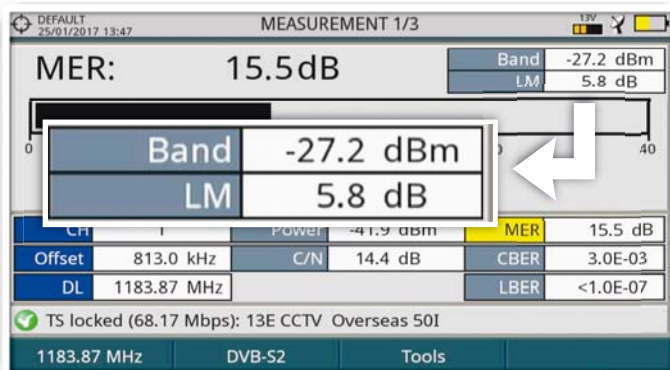 DEFAULT
25/01/2017 13:47
MEASUREMENT 1/3
13V
MER: 15.5 dB
Band -27.2 dBm
LM 5.8 dB
0 40
Band -27.2 dBm
LM 5.8 dB
CH 1 Power -41.9 dBm MER 15.5 dB
Offset 813.0 kHz C/N 14.4 dB CBER 3.0E-03
DL 1183.87 MHz LBER <1.0E-07
TS locked (68.17 Mbps): 13E CCTV Overseas 50I
1183.87 MHz DVB-S2 Tools